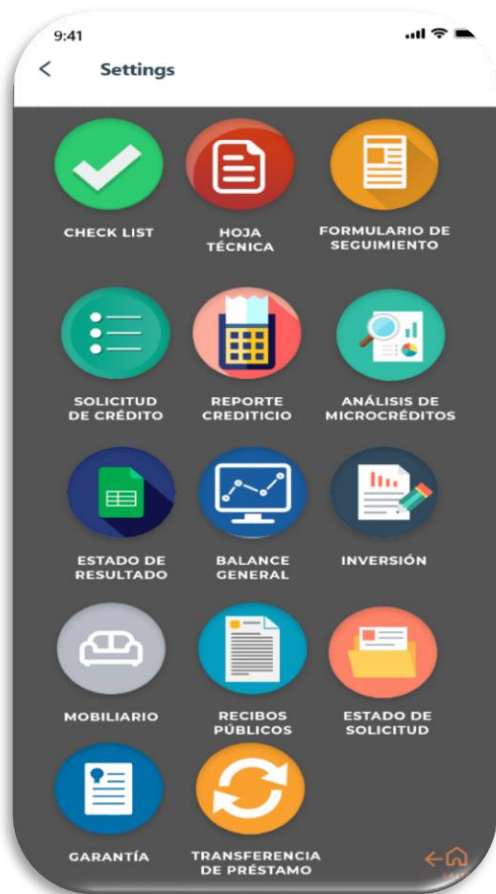 9:41
Settings
CHECK LIST
HOJA
TÉCNICA
FORMULARIO DE
SEGUIMIENTO
SOLICITUD
DE CRÉDITO
REPORTE
CREDITICIO
ANÁLISIS DE
MICROCRÉDITOS
ESTADO DE
RESULTADO
BALANCE
GENERAL
INVERSIÓN
MOBILIARIO
RECIBOS
PÚBLICOS
ESTADO DE
SOLICITUD
GARANTÍA
TRANSFERENCIA
DE PRÉSTAMO